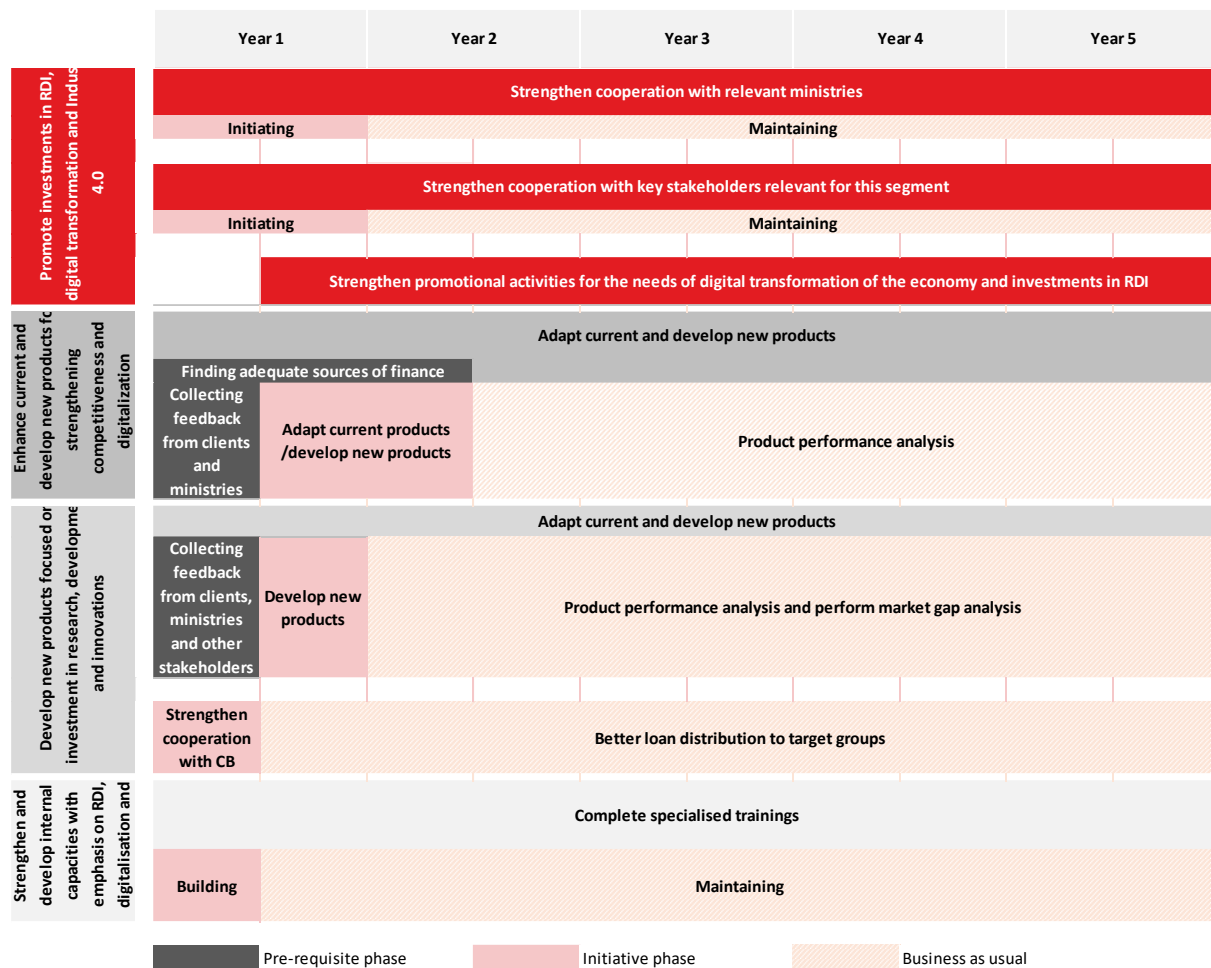 Year 1
Year 2
Year 3
Year 4
Year 5
Promote investments in RDI,
digital transformation and Indus
4.0
Strengthen cooperation with relevant ministries
Initiating
Maintaining
Strengthen cooperation with key stakeholders relevant for this segment
Initiating
Maintaining
Strengthen promotional activities for the needs of digital transformation of the economy and investments in RDI
Enhance current and
develop new products fo
strengthening
competitiveness and
digitalization
Adapt current and develop new products
Finding adequate sources of finance
Collecting
feedback
from clients
and
ministries
Adapt current products
/develop new products
Product performance analysis
Develop new products focused on
investment in research, developme
and innovations
Adapt current and develop new products
Collecting
feedback
from clients,
ministries
and other
stakeholders
Develop new
products
Product performance analysis and perform market gap analysis
Strengthen
cooperation
with CB
Better loan distribution to target groups
Strengthen and
develop internal
capacities with
emphasis on RDI,
digitalisation and
Complete specialised trainings
Building
Maintaining
Pre-requisite phase
Initiative phase
Business as usual